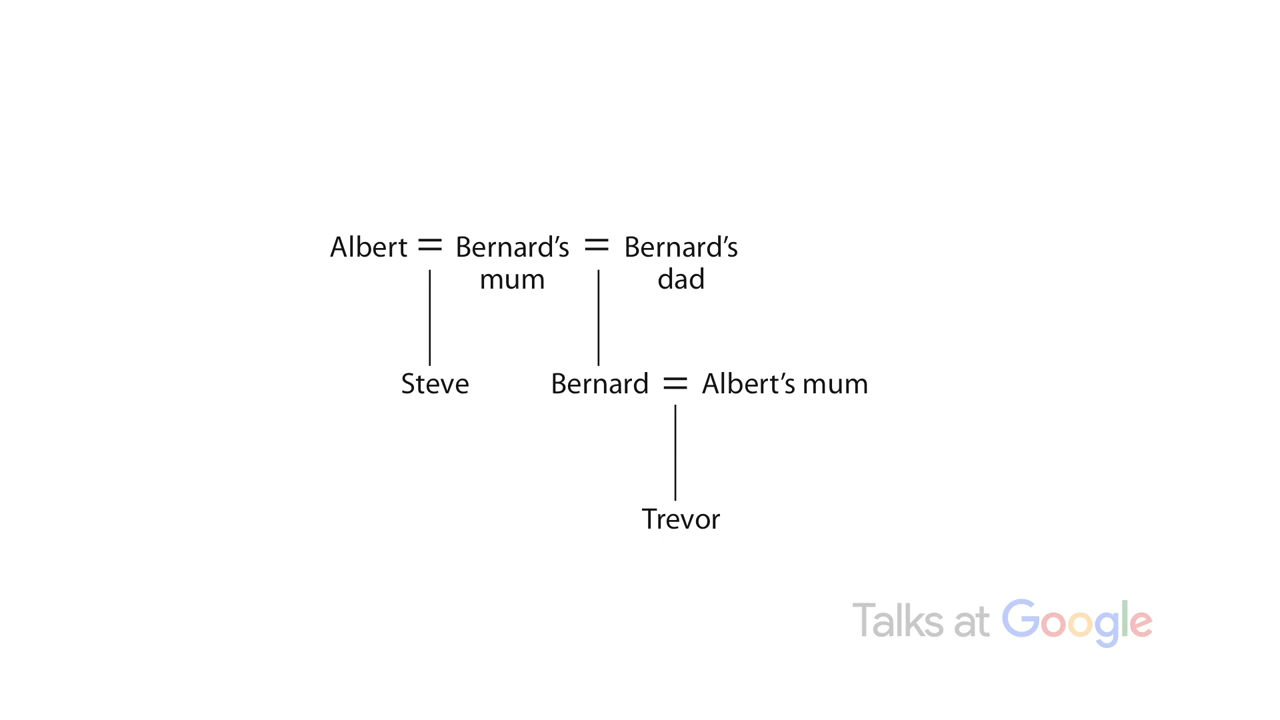 Albert = Bernard's = Bernard's
mum dad
Steve Bernard = Albert's mum
Trevor
Talks at Google